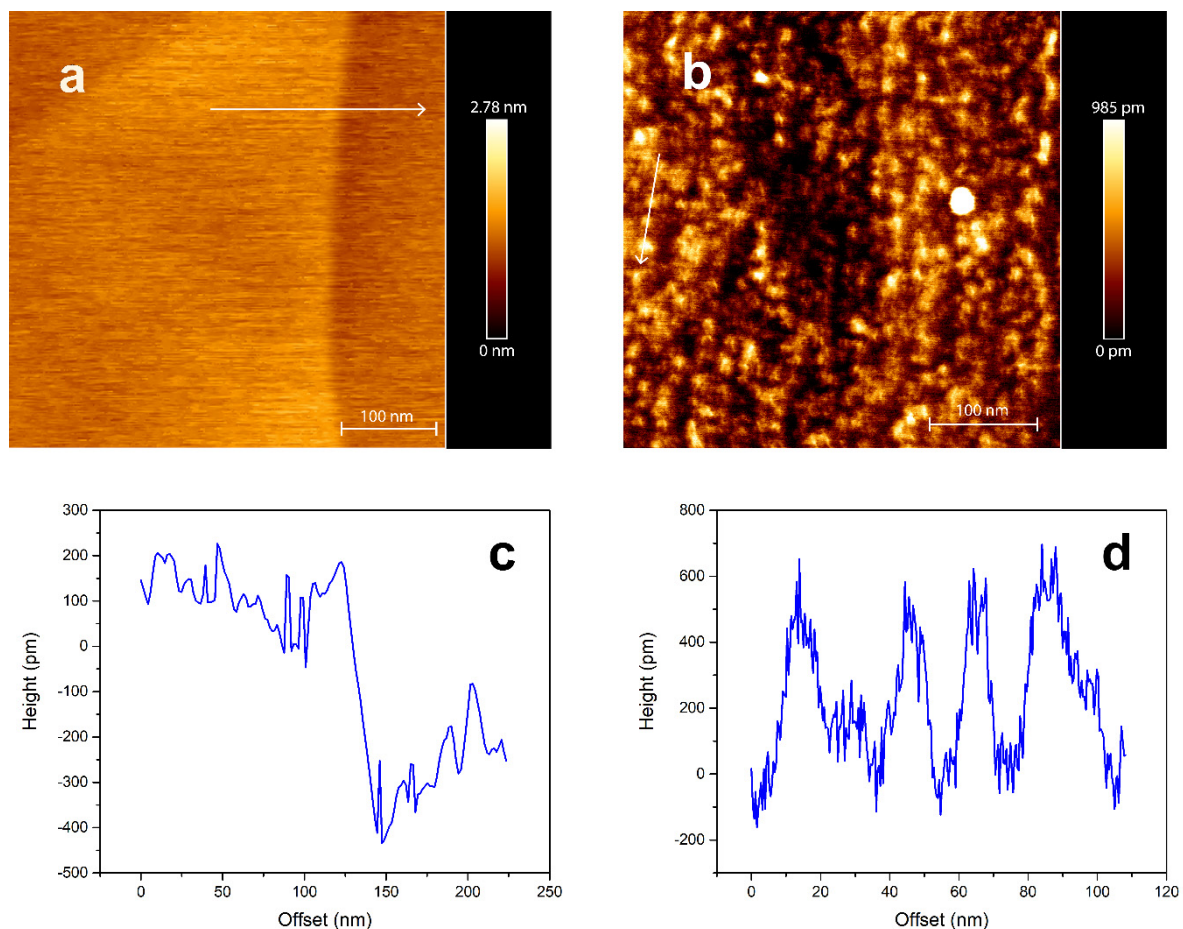 a
2.78 nm
0 nm
100 nm
b
985 pm
0 pm
100 nm
c
300
200
100
0
-100
-200
-300
-400
-500
Height (pm)
0 50 100 150 200 250
Offset (nm)
d
800
600
400
200
0
-200
Height (pm)
0 20 40 60 80 100 120
Offset (nm)